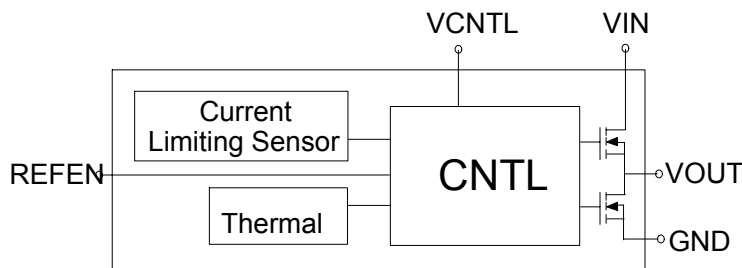 VCNTL
VIN
Current
Limiting Sensor
CNTL
REFEN
VOUT
Thermal
GND